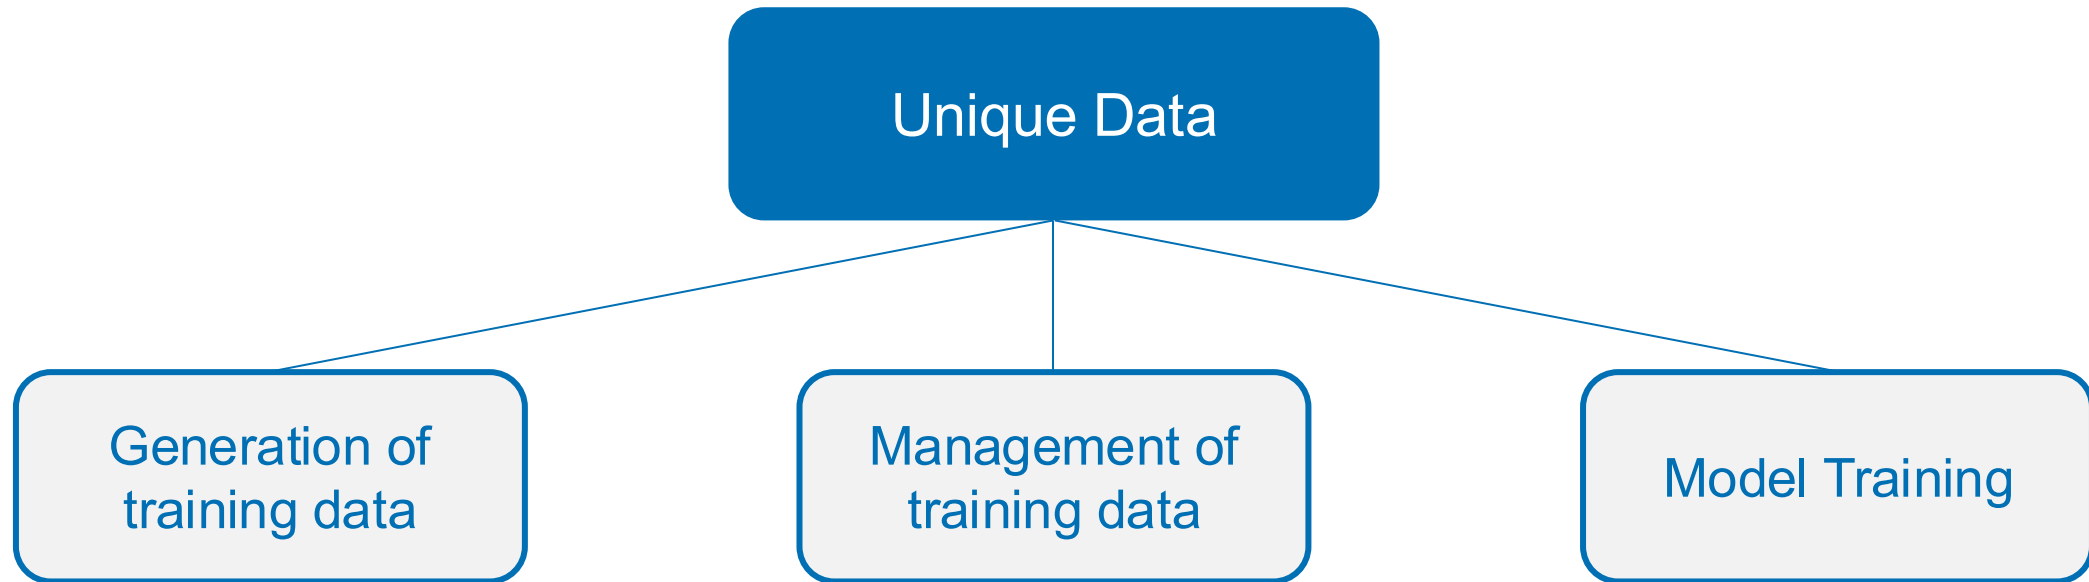 Unique Data
Generation of
training data
Management of
training data
Model Training